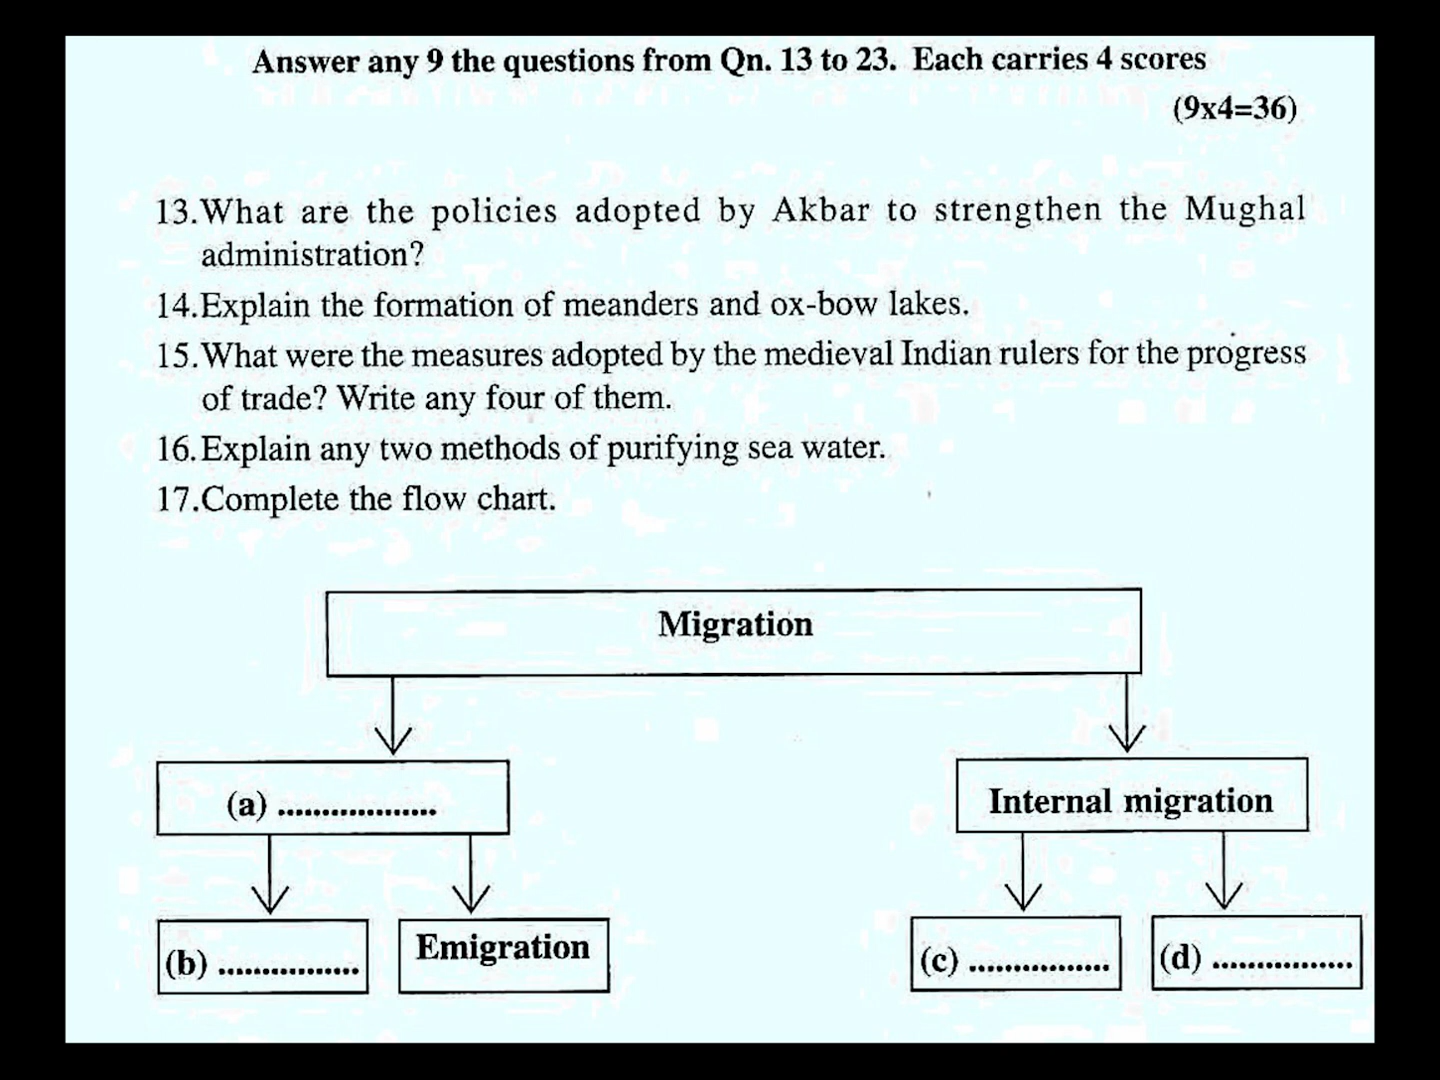 Answer any 9 the questions from Qn. 13 to 23. Each carries 4 scores
(9x4=36)
13.What are the policies adopted by Akbar to strengthen the Mughal
administration?
14.Explain the formation of meanders and ox-bow lakes.
15.What were the measures adopted by the medieval Indian rulers for the progress
of trade? Write any four of them.
16.Explain any two methods of purifying sea water.
17.Complete the flow chart.
Migration
(a) ..................
Internal migration
(b) ................
Emigration
(c) ................
(d) ................